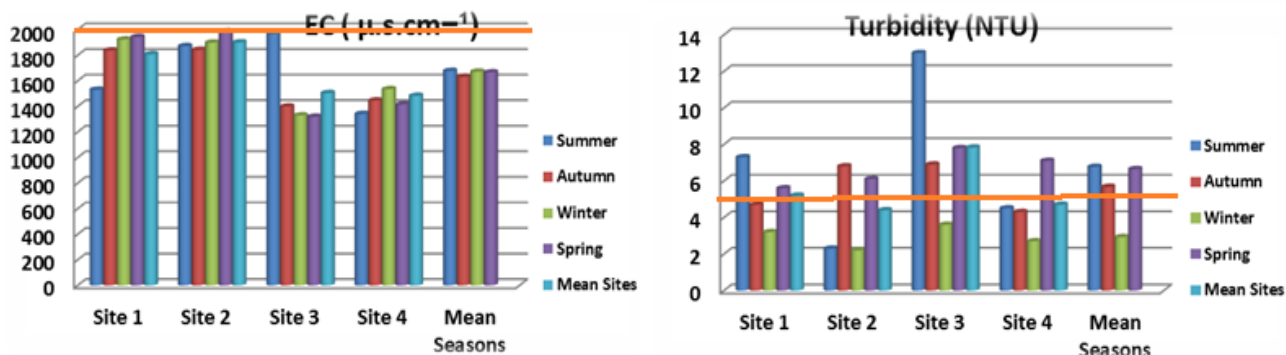 EC ( μ.s.cm⁻¹)
2000
1800
1600
1400
1200
1000
800
600
400
200
0
Site 1 Site 2 Site 3 Site 4 Mean
Seasons
Summer
Autumn
Winter
Spring
Mean Sites
Turbidity (NTU)
14
12
10
8
6
4
2
0
Site 1 Site 2 Site 3 Site 4 Mean
Seasons
Summer
Autumn
Winter
Spring
Mean Sites